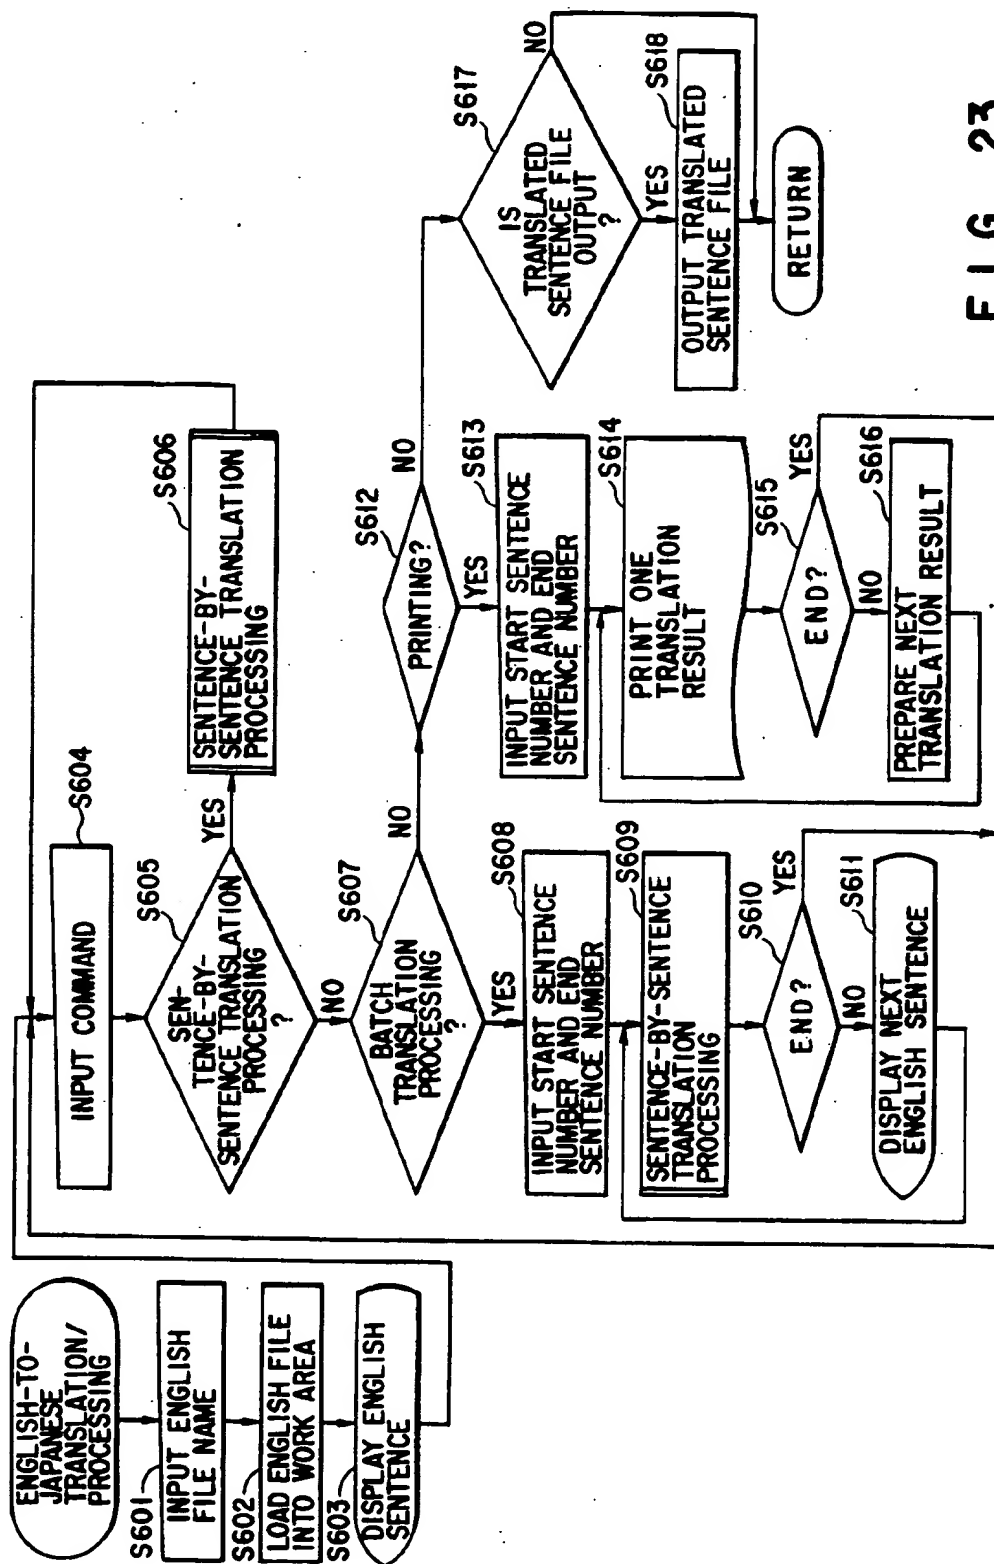 ENGLISH-TO-
JAPANESE
TRANSLATION/
PROCESSING
S601
INPUT ENGLISH
FILE NAME
S602
LOAD ENGLISH FILE
INTO WORK AREA
S603
DISPLAY ENGLISH
SENTENCE
S604
INPUT COMMAND
S605
SEN-
TENCE-BY-
SENTENCE TRANSLATION
PROCESSING
?
YES
NO
S606
SENTENCE-BY-
SENTENCE TRANSLATION
PROCESSING
S607
BATCH
TRANSLATION
PROCESSING
?
NO
YES
S608
INPUT START SENTENCE
NUMBER AND END
SENTENCE NUMBER
S609
SENTENCE-BY-SENTENCE
TRANSLATION
PROCESSING
S610
END?
YES
NO
S611
DISPLAY NEXT
ENGLISH SENTENCE
S612
PRINTING?
NO
YES
S613
INPUT START SENTENCE
NUMBER AND END
SENTENCE NUMBER
S614
PRINT ONE
TRANSLATION
RESULT
S615
END?
YES
NO
S616
PREPARE NEXT
TRANSLATION RESULT
S617
IS
TRANSLATED
SENTENCE FILE
OUTPUT
?
NO
YES
S618
OUTPUT TRANSLATED
SENTENCE FILE
RETURN
FIG. 23